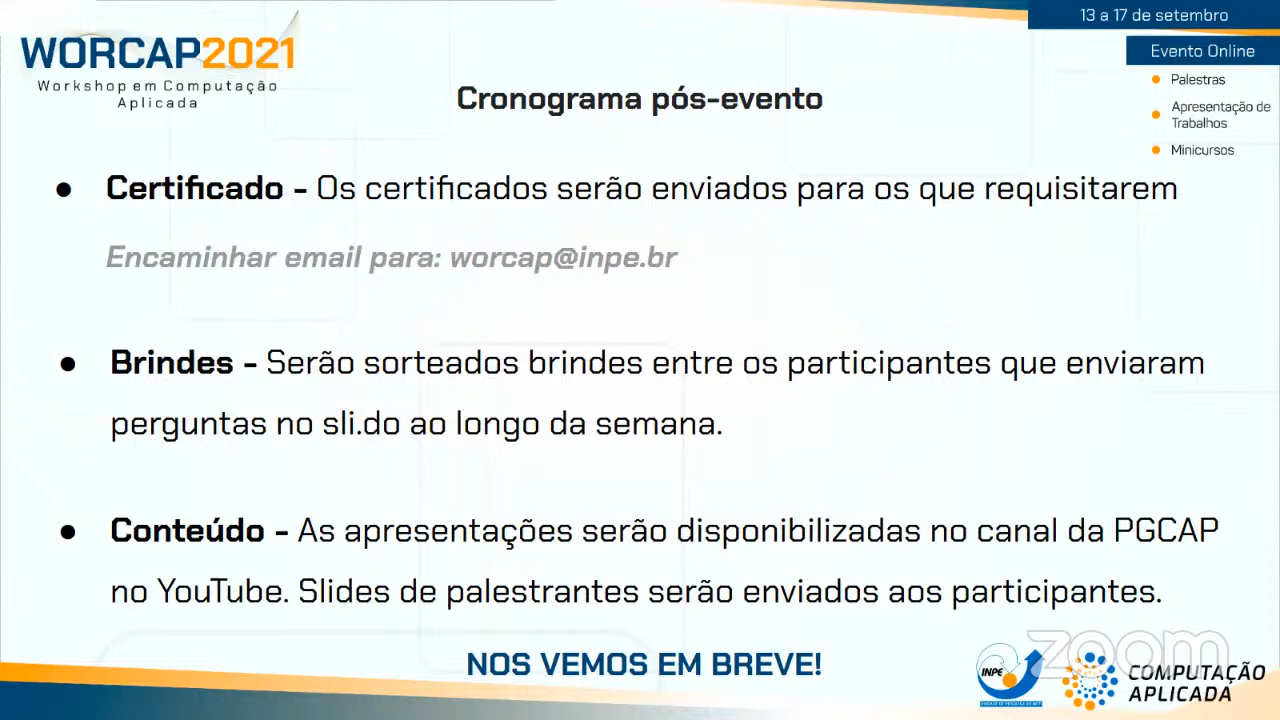 WORCAP2021
Workshop em Computação
Aplicada
13 a 17 de setembro
Evento Online
Palestras
Apresentação de
Trabalhos
Minicursos
Cronograma pós-evento
● Certificado - Os certificados serão enviados para os que requisitarem
Encaminhar email para: worcap@inpe.br
● Brindes - Serão sorteados brindes entre os participantes que enviaram
perguntas no sli.do ao longo da semana.
● Conteúdo - As apresentações serão disponibilizadas no canal da PGCAP
no YouTube. Slides de palestrantes serão enviados aos participantes.
NOS VEMOS EM BREVE!
INPE
zoom
COMPUTAÇÃO
APLICADA